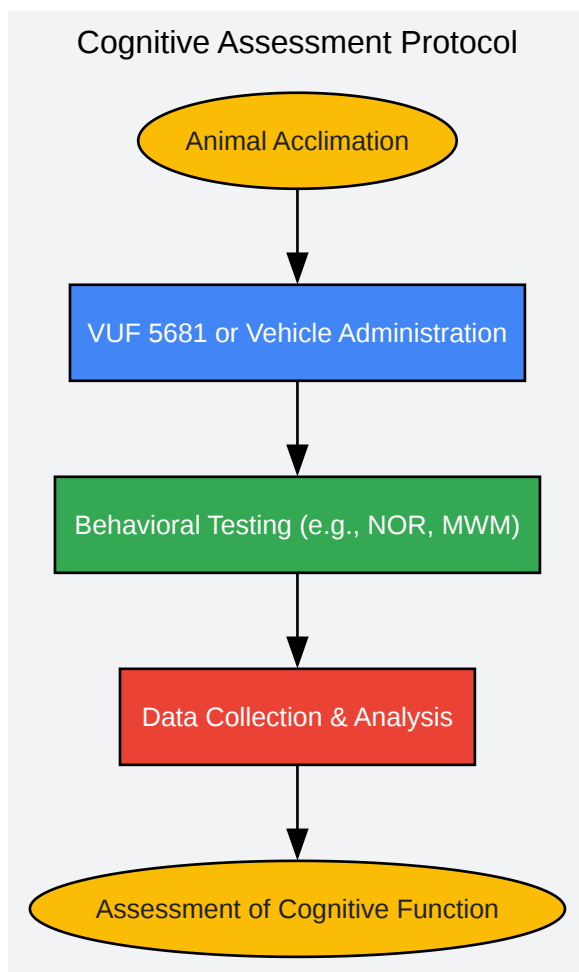 Cognitive Assessment Protocol
Animal Acclimation
VUF 5681 or Vehicle Administration
Behavioral Testing (e.g., NOR, MWM)
Data Collection & Analysis
Assessment of Cognitive Function